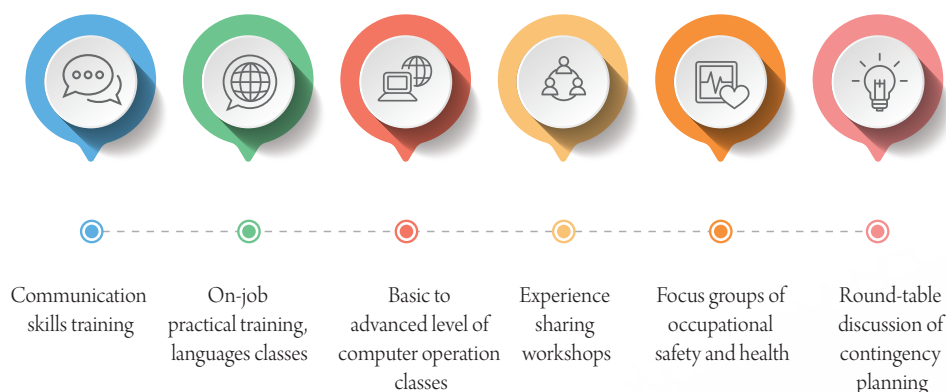 Communication
skills training
On-job
practical training,
languages classes
Basic to
advanced level of
computer operation
classes
Experience
sharing
workshops
Focus groups of
occupational
safety and health
Round-table
discussion of
contingency
planning